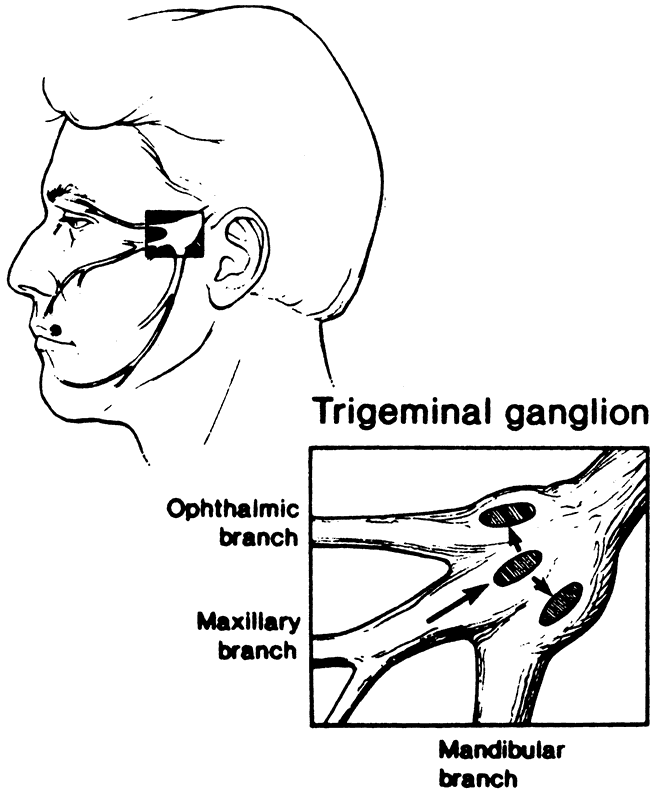 Trigeminal ganglion
Ophthalmic
branch
Maxillary
branch
Mandibular
branch